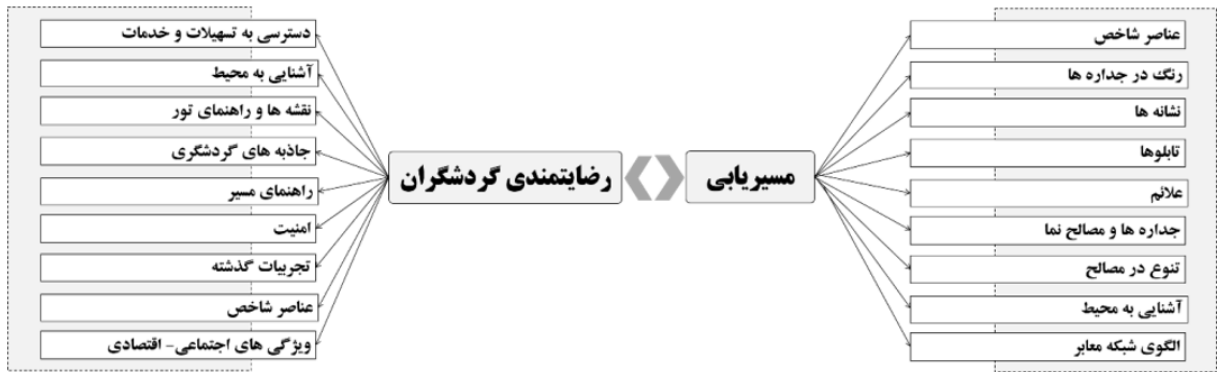 عناصر شاخص
رنگ در جداره ها
نشانه ها
تابلوها
علائم
جداره ها و مصالح نما
تنوع در مصالح
آشنایی به محیط
الگوی شبکه معابر
مسیریابی
رضایتمندی گردشگران
دسترسی به تسهیلات و خدمات
آشنایی به محیط
نقشه ها و راهنمای تور
جاذبه های گردشگری
راهنمای مسیر
امنیت
تجربیات گذشته
عناصر شاخص
ویژگی های اجتماعی- اقتصادی